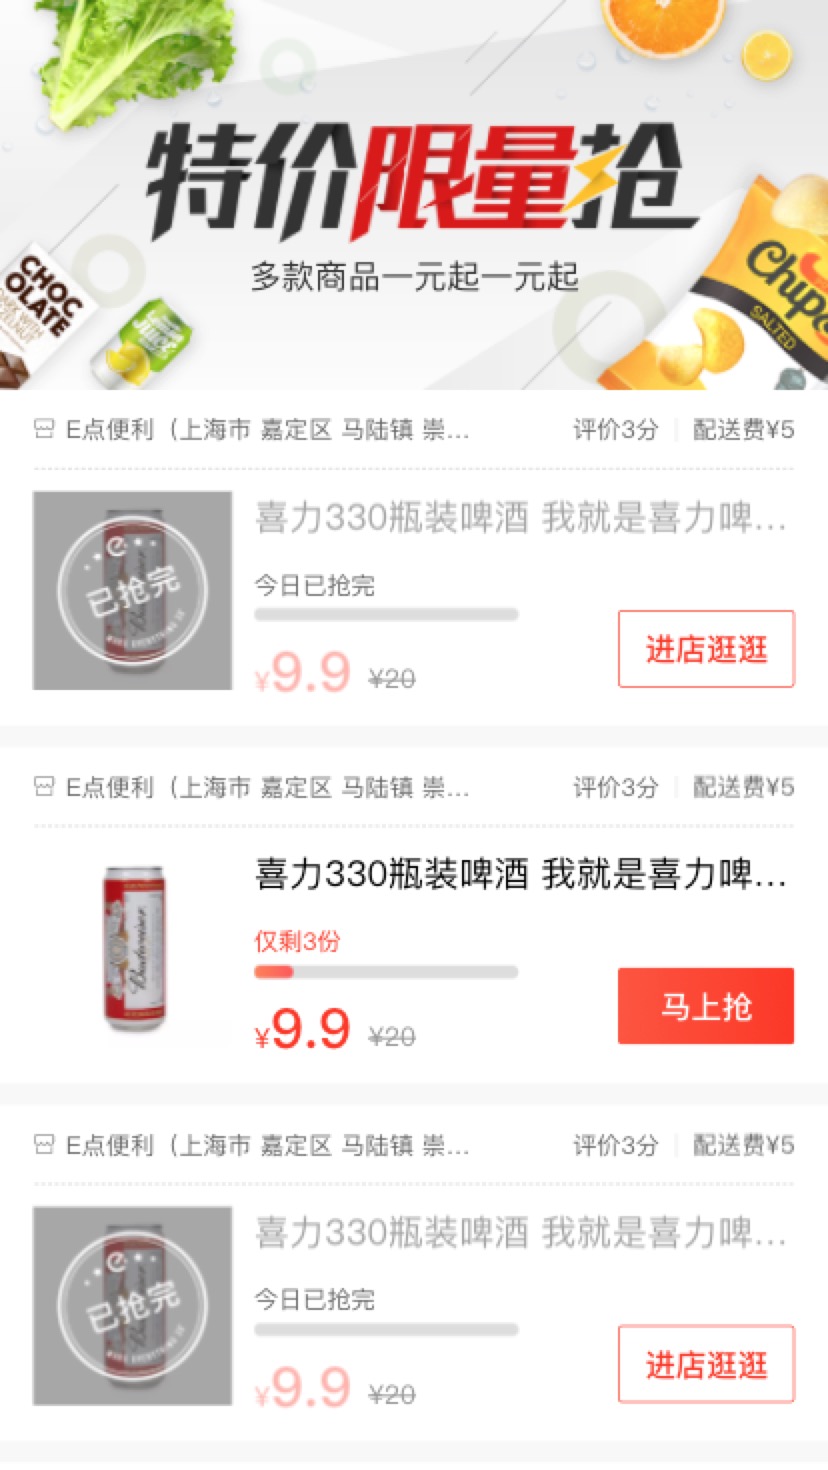 特价限量抢
多款商品一元起一元起
CHOC
OLATE
Chips
SALTED
E点便利（上海市 嘉定区 马陆镇 崇... 评价3分 配送费¥5
喜力330瓶装啤酒 我就是喜力啤...
已抢完
今日已抢完
¥9.9 ¥20
进店逛逛
E点便利（上海市 嘉定区 马陆镇 崇... 评价3分 配送费¥5
喜力330瓶装啤酒 我就是喜力啤...
Budweiser
仅剩3份
¥9.9 ¥20
马上抢
E点便利（上海市 嘉定区 马陆镇 崇... 评价3分 配送费¥5
喜力330瓶装啤酒 我就是喜力啤...
已抢完
今日已抢完
¥9.9 ¥20
进店逛逛